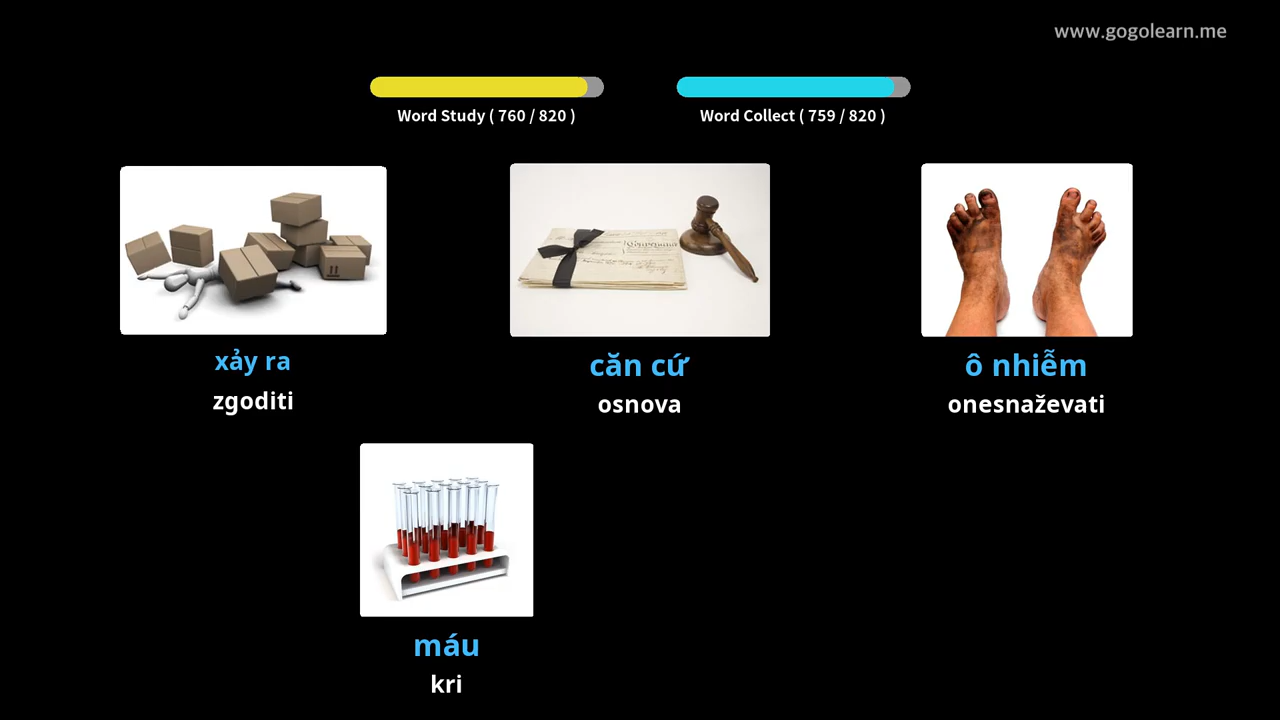 www.gogolearn.me
Word Study ( 760 / 820 )
Word Collect ( 759 / 820 )
xảy ra
zgoditi
căn cứ
osnova
ô nhiễm
onesnaževati
máu
kri